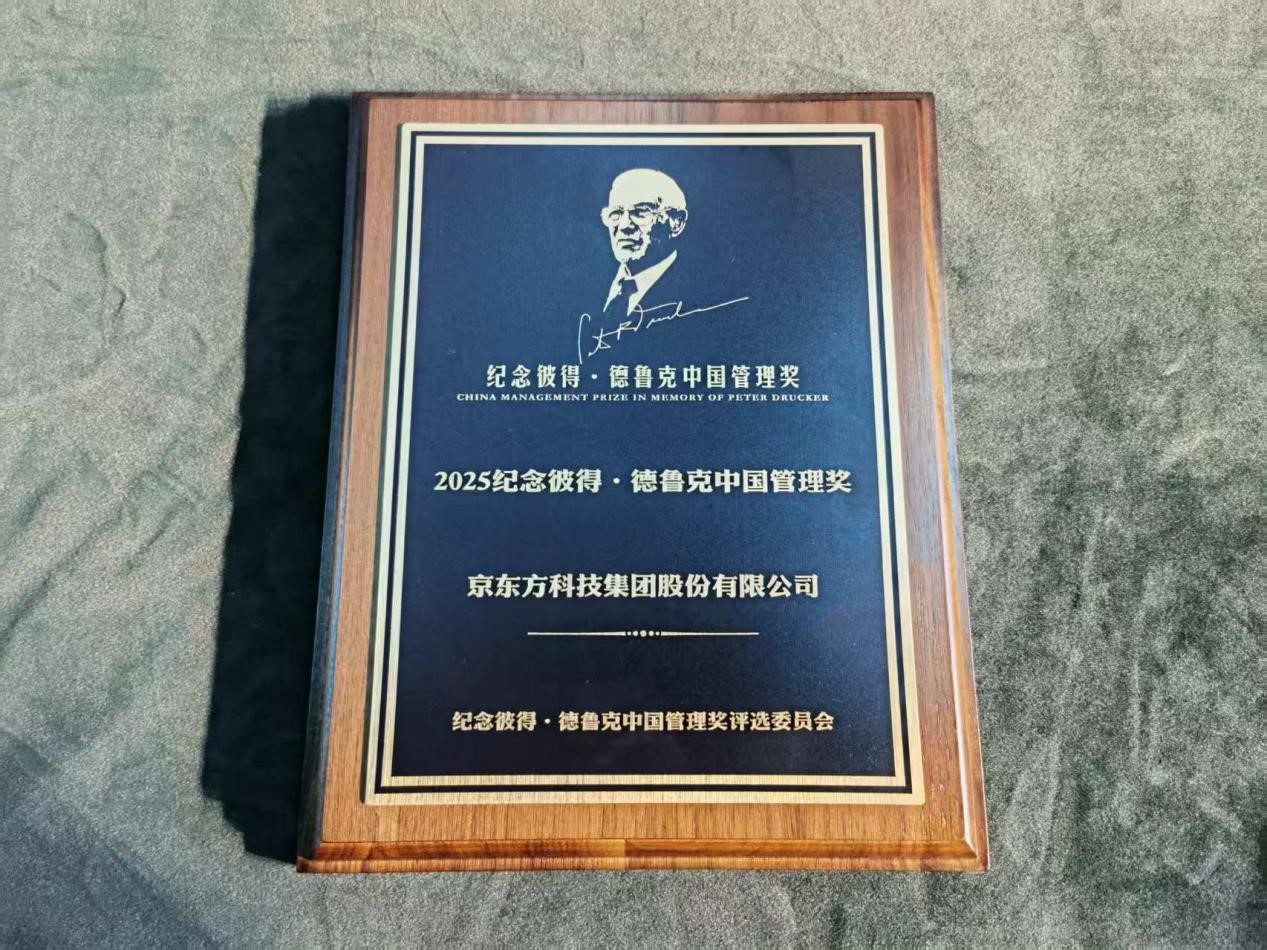 Peter F. Drucker
纪念彼得·德鲁克中国管理奖
CHINA MANAGEMENT PRIZE IN MEMORY OF PETER DRUCKER
2025纪念彼得·德鲁克中国管理奖
京东方科技集团股份有限公司
纪念彼得·德鲁克中国管理奖评选委员会